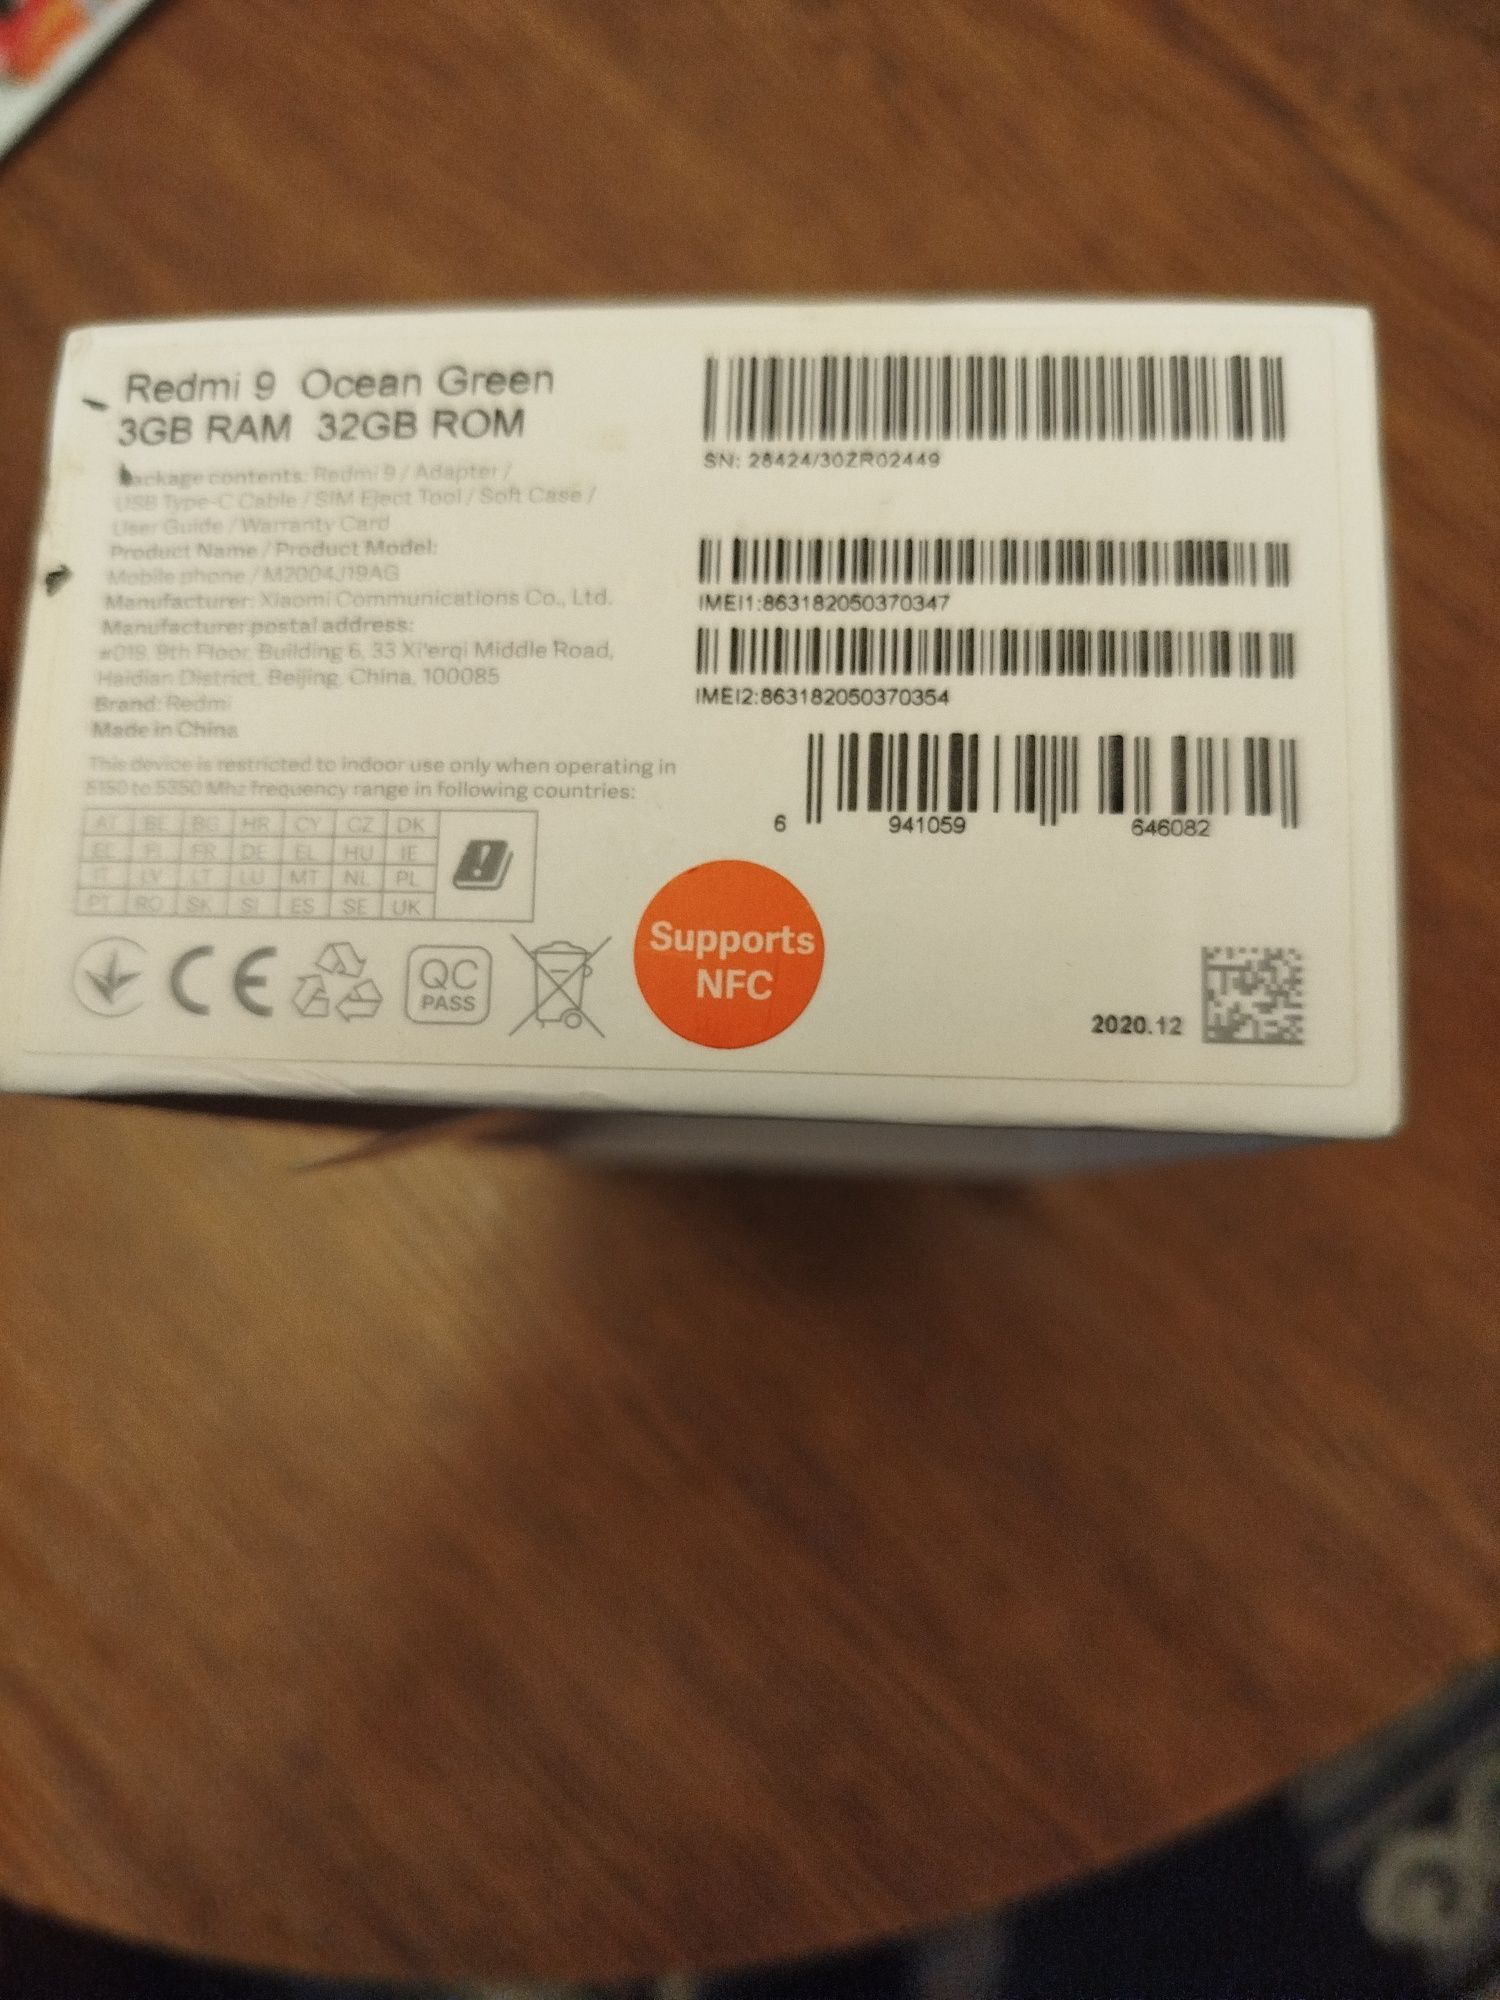 Redmi 9 Ocean Green
3GB RAM 32GB ROM
Package contents: Redmi 9 / Adapter /
USB Type-C Cable / SIM Eject Tool / Soft Case /
User Guide / Warranty Card
Product Name / Product Model:
Mobile phone / M2004J19AG
Manufacturer: Xiaomi Communications Co., Ltd.
Manufacturer postal address:
#019, 9th Floor, Building 6, 33 Xi'erqi Middle Road,
Haidian District, Beijing, China, 100085
Brand: Redmi
Made in China
This device is restricted to indoor use only when operating in
5150 to 5350 Mhz frequency range in following countries:
AT BE BG HR CY CZ DK
EE FI FR DE EL HU IE
IT LV LT LU MT NL PL
PT RO SK SI ES SE UK
CE
QC
PASS
Supports
NFC
SN: 28424/30ZR02449
IMEI1:863182050370347
IMEI2:863182050370354
6 941059 646082
2020.12